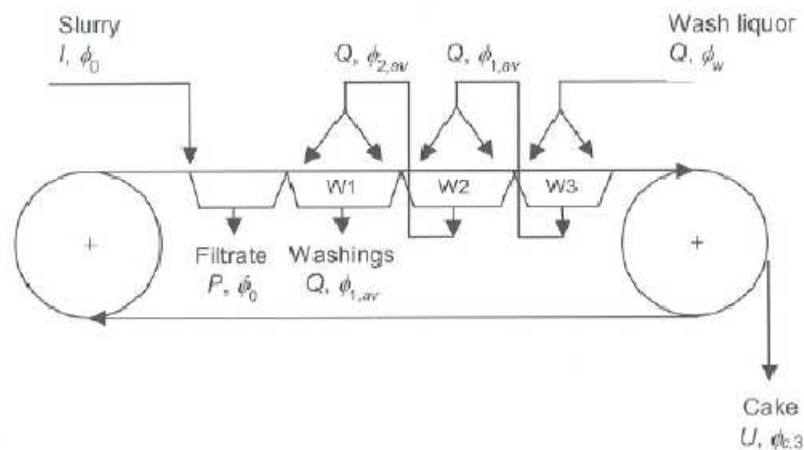 Slurry
I, ϕ₀
Q, ϕ₂,av
Q, ϕ₁,av
Wash liquor
Q, ϕw
W1
W2
W3
+
+
Filtrate
P, ϕ₀
Washings
Q, ϕ₁,av
Cake
U, ϕc,3